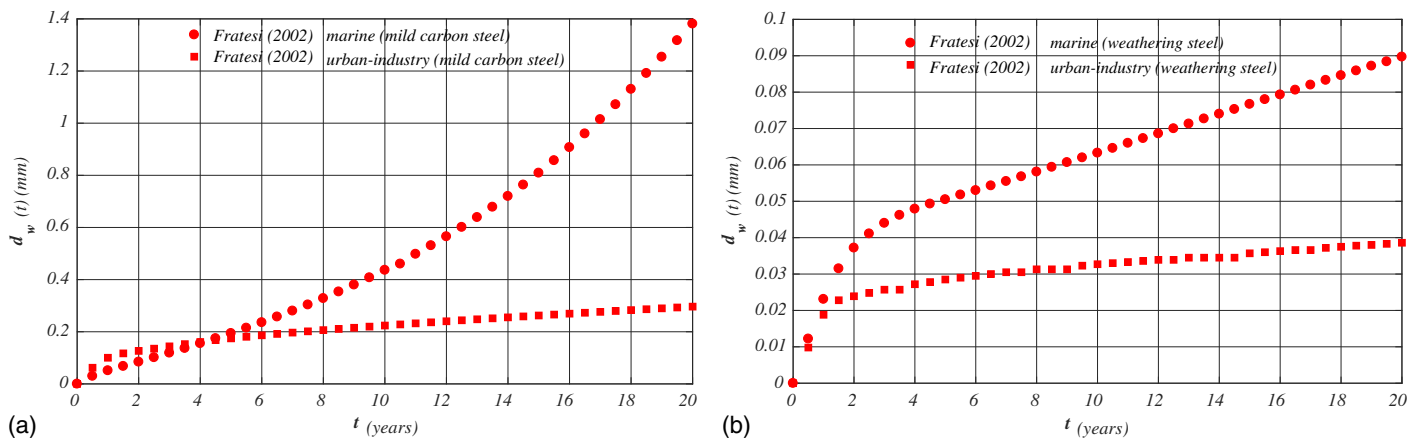 1.4
1.2
1
0.8
0.6
0.4
0.2
0
d_w (t) (mm)
Fratesi (2002) marine (mild carbon steel)
Fratesi (2002) urban-industry (mild carbon steel)
0 2 4 6 8 10 12 14 16 18 20
t (years)
(a)
0.1
0.09
0.08
0.07
0.06
0.05
0.04
0.03
0.02
0.01
0
d_w (t) (mm)
Fratesi (2002) marine (weathering steel)
Fratesi (2002) urban-industry (weathering steel)
0 2 4 6 8 10 12 14 16 18 20
t (years)
(b)